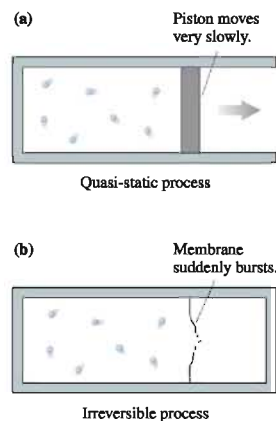 (a)
Piston moves
very slowly.
Quasi-static process
(b)
Membrane
suddenly bursts.
Irreversible process